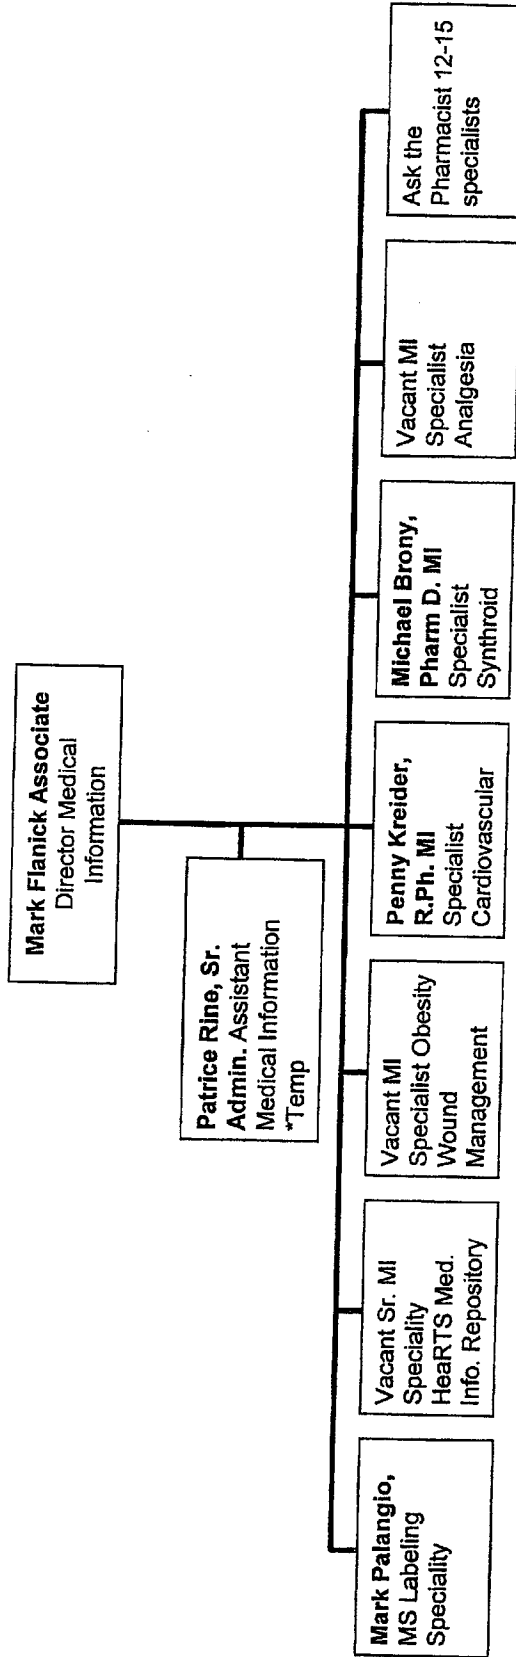 Mark Flanick Associate
Director Medical
Information
Patrice Rine, Sr.
Admin. Assistant
Medical Information
*Temp
Mark Palangio,
MS Labeling
Speciality
Vacant Sr. MI
Speciality
HeaRTS Med.
Info. Repository
Vacant MI
Specialist Obesity
Wound
Management
Penny Kreider,
R.Ph. MI
Specialist
Cardiovascular
Michael Brony,
Pharm D. MI
Specialist
Synthroid
Vacant MI
Specialist
Analgesia
Ask the
Pharmacist 12-15
specialists